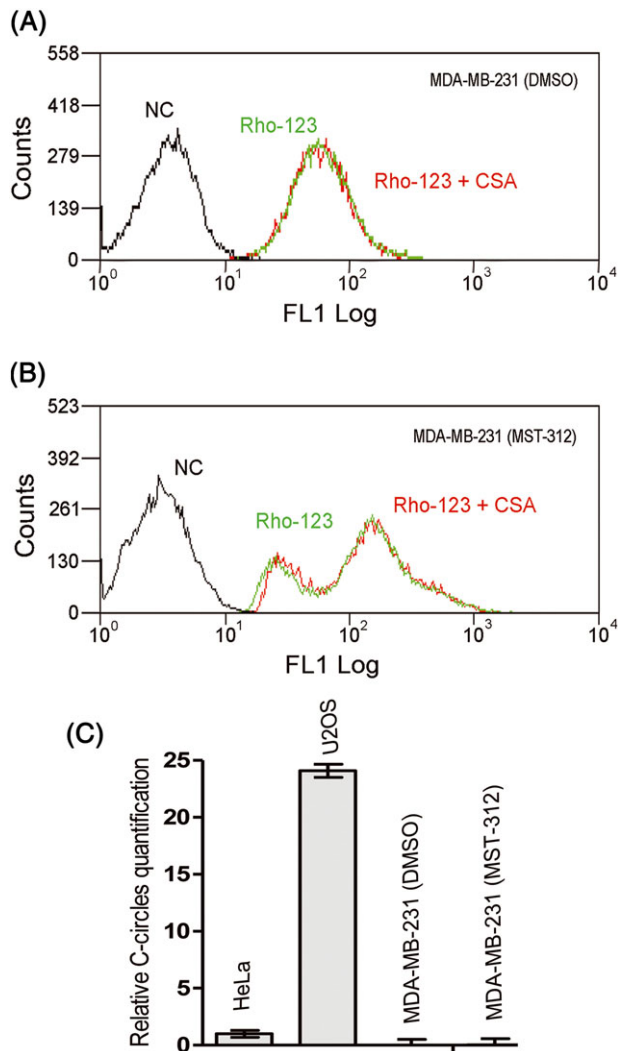 (A)
558
418
279
139
0
Counts
NC
Rho-123
Rho-123 + CSA
MDA-MB-231 (DMSO)
10⁰ 10¹ 10² 10³ 10⁴
FL1 Log
(B)
523
392
261
130
0
Counts
NC
Rho-123
Rho-123 + CSA
MDA-MB-231 (MST-312)
10⁰ 10¹ 10² 10³ 10⁴
FL1 Log
(C)
Relative C-circles quantification
25
20
15
10
5
0
HeLa
U2OS
MDA-MB-231 (DMSO)
MDA-MB-231 (MST-312)